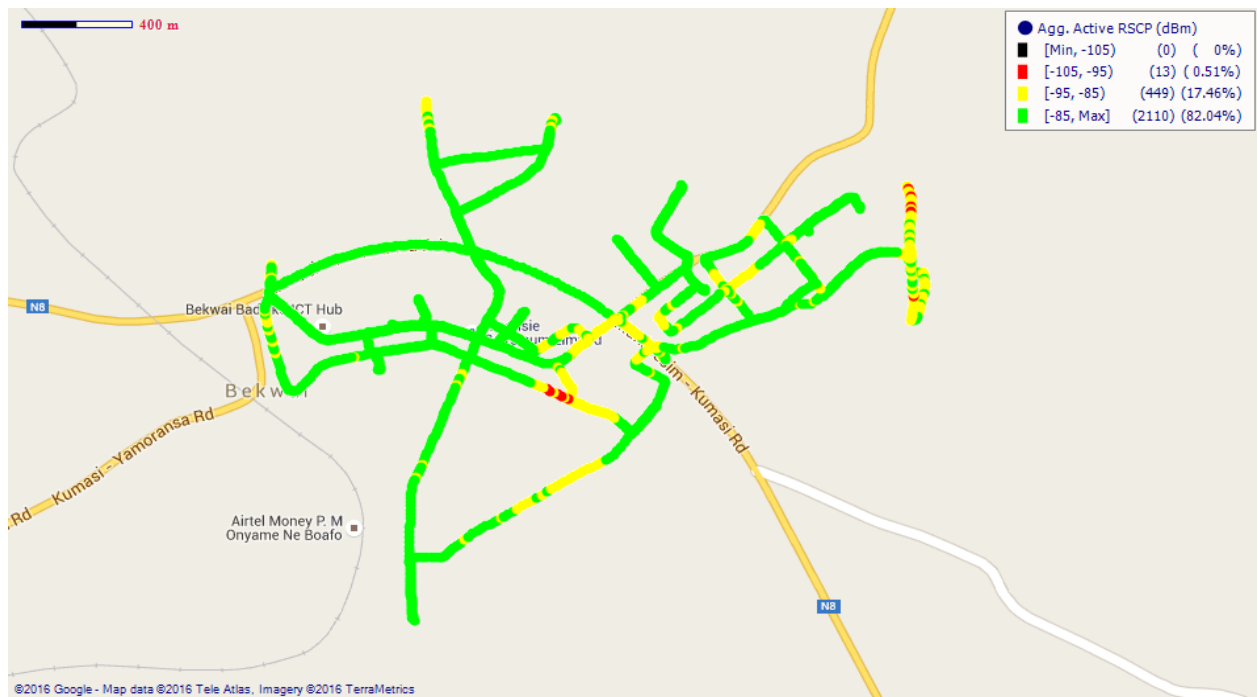 400 m
Agg. Active RSCP (dBm)
[Min, -105) (0) ( 0%)
[-105, -95) (13) ( 0.51%)
[-95, -85) (449) (17.46%)
[-85, Max] (2110) (82.04%)
N8
Bekwai
ICT Hub
Bekwai
Kumasi - Yamoransa Rd
Rd
- Kumasi Rd
Airtel Money P. M
Onyame Ne Boafo
N8
©2016 Google - Map data ©2016 Tele Atlas, Imagery ©2016 TerraMetrics